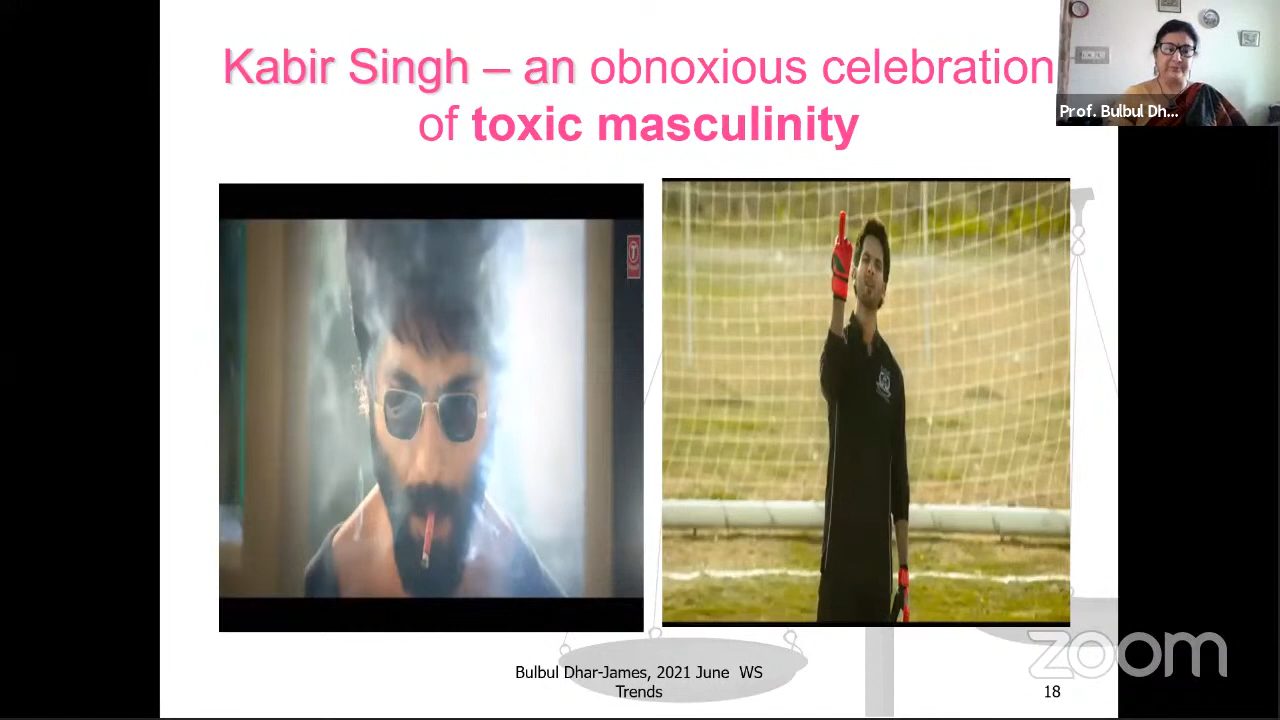 Kabir Singh – an obnoxious celebration
of toxic masculinity
Prof. Bulbul Dh...
T
Bulbul Dhar-James, 2021 June WS
Trends
18
zoom